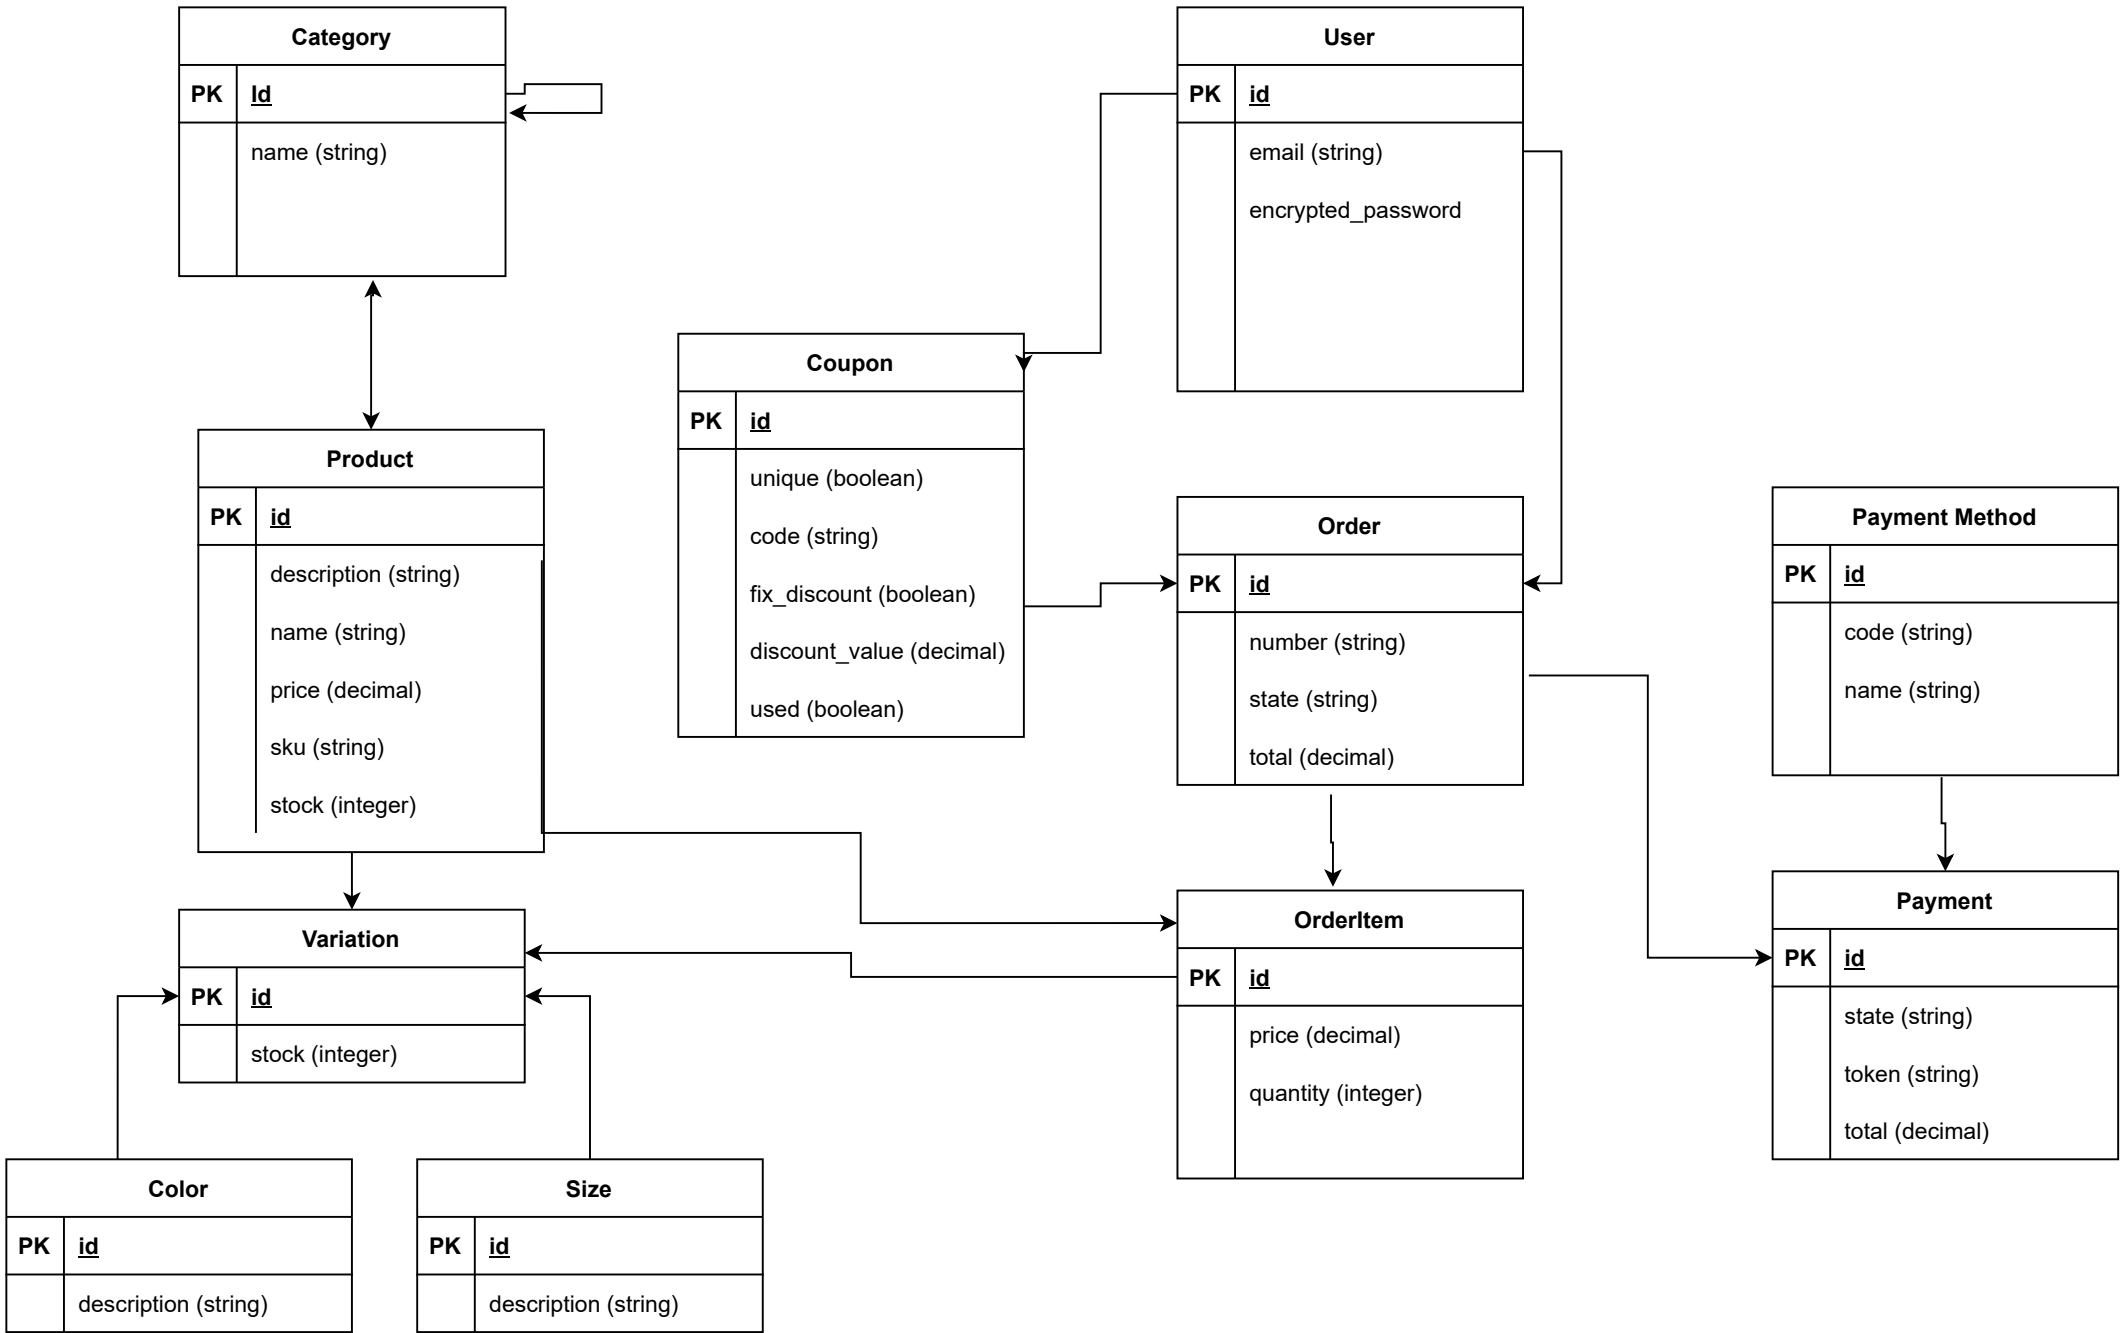 Category
PK Id
name (string)
User
PK id
email (string)
encrypted_password
Coupon
PK id
unique (boolean)
code (string)
fix_discount (boolean)
discount_value (decimal)
used (boolean)
Product
PK id
description (string)
name (string)
price (decimal)
sku (string)
stock (integer)
Order
PK id
number (string)
state (string)
total (decimal)
Payment Method
PK id
code (string)
name (string)
Variation
PK id
stock (integer)
OrderItem
PK id
price (decimal)
quantity (integer)
Payment
PK id
state (string)
token (string)
total (decimal)
Color
PK id
description (string)
Size
PK id
description (string)